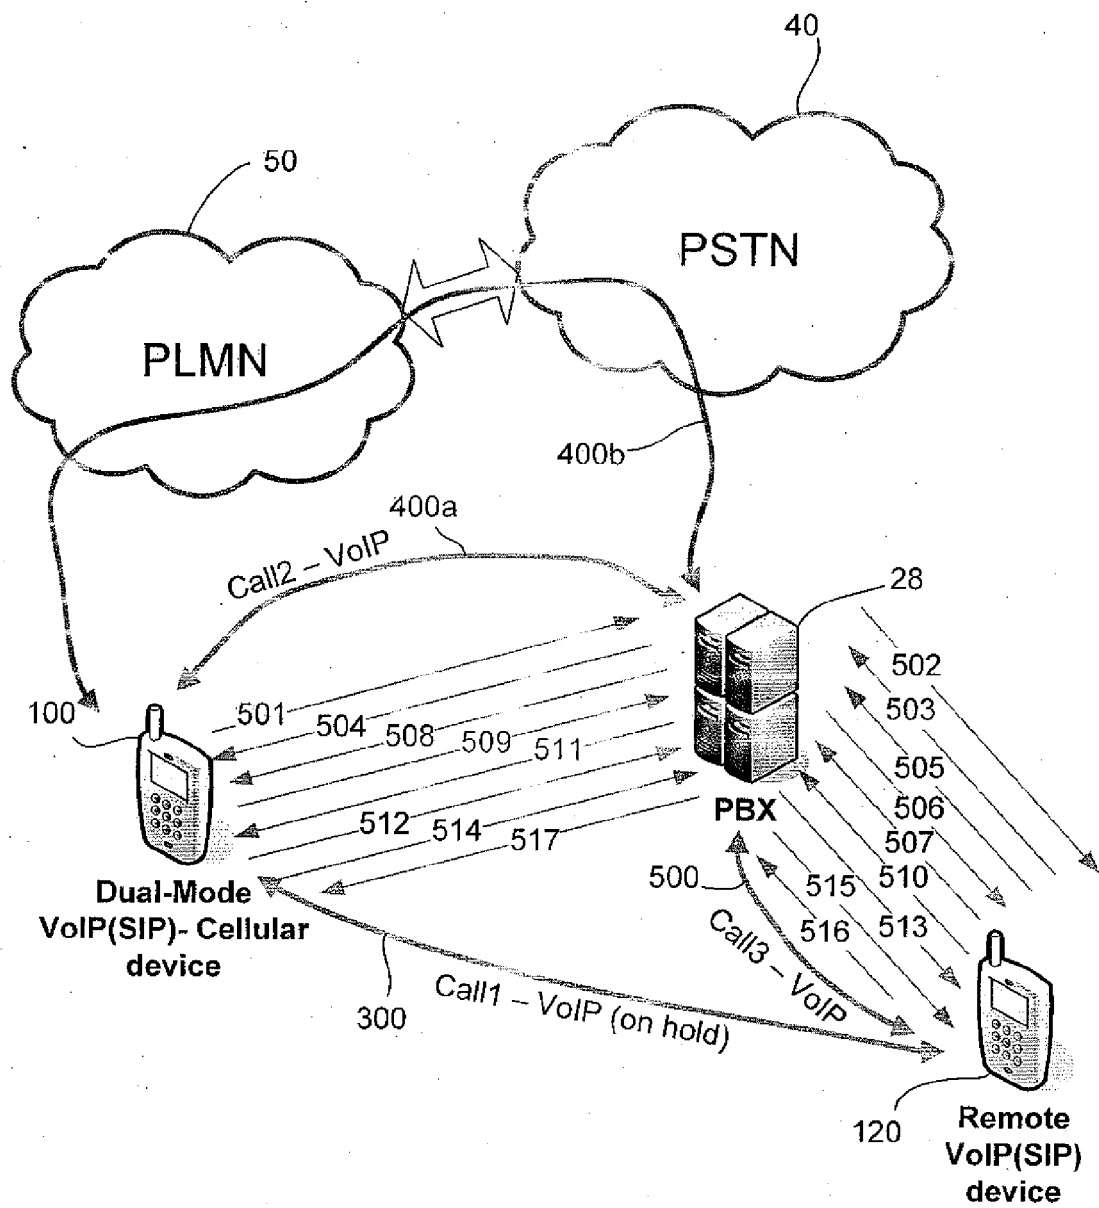 40
50
PSTN
PLMN
400b
400a
Call2 – VoIP
28
502
100
501
504
508
509
511
503
505
506
512
514
517
PBX
507
500
515
510
Dual-Mode
VoIP(SIP)- Cellular
device
516
513
Call3 – VoIP
300
Call1 – VoIP (on hold)
120
Remote
VoIP(SIP)
device